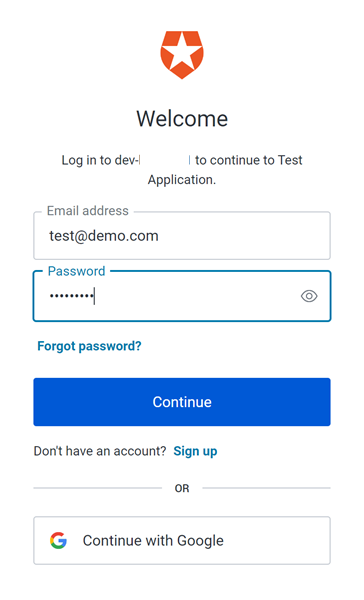 Welcome
Log in to dev- to continue to Test
Application.
Email address
test@demo.com
Password
•••••••••
Forgot password?
Continue
Don't have an account? Sign up
OR
Continue with Google